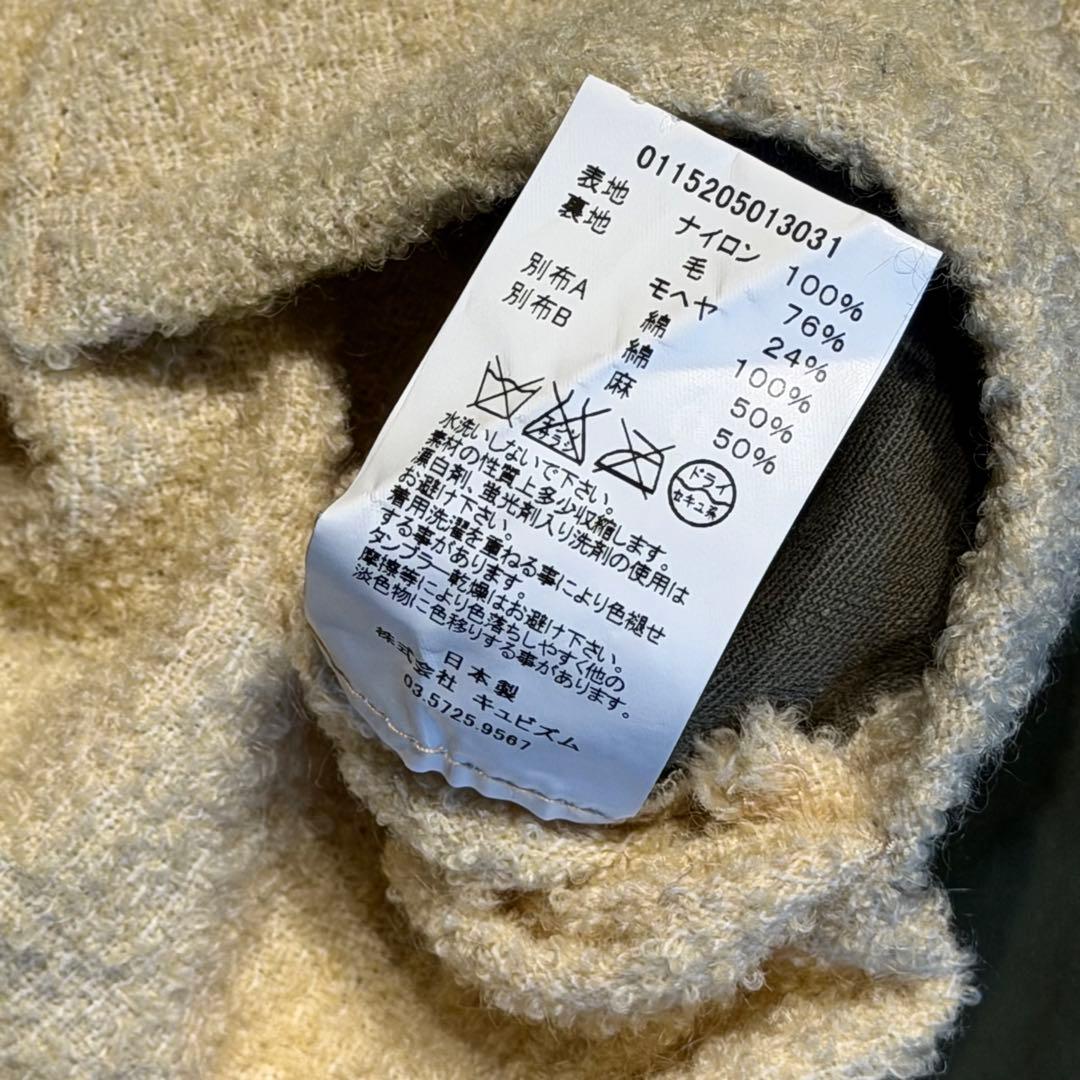 0115205013031
表地 ナイロン 100%
裏地 毛 76%
モヘヤ 24%
別布A 綿 100%
別布B 綿 50%
麻 50%
ドライ
セキユ系
水洗いしないで下さい。
素材の性質上多少収縮します。
漂白剤、蛍光剤入り洗剤の使用は
お避け下さい。
着用洗濯を重ねる事により色褪せ
する事があります。
タンブラー乾燥はお避け下さい。
摩擦等により色落ちしやすく他の
淡色物に色移りする事があります。
日本製
株式会社 キュビズム
03.5725.9567